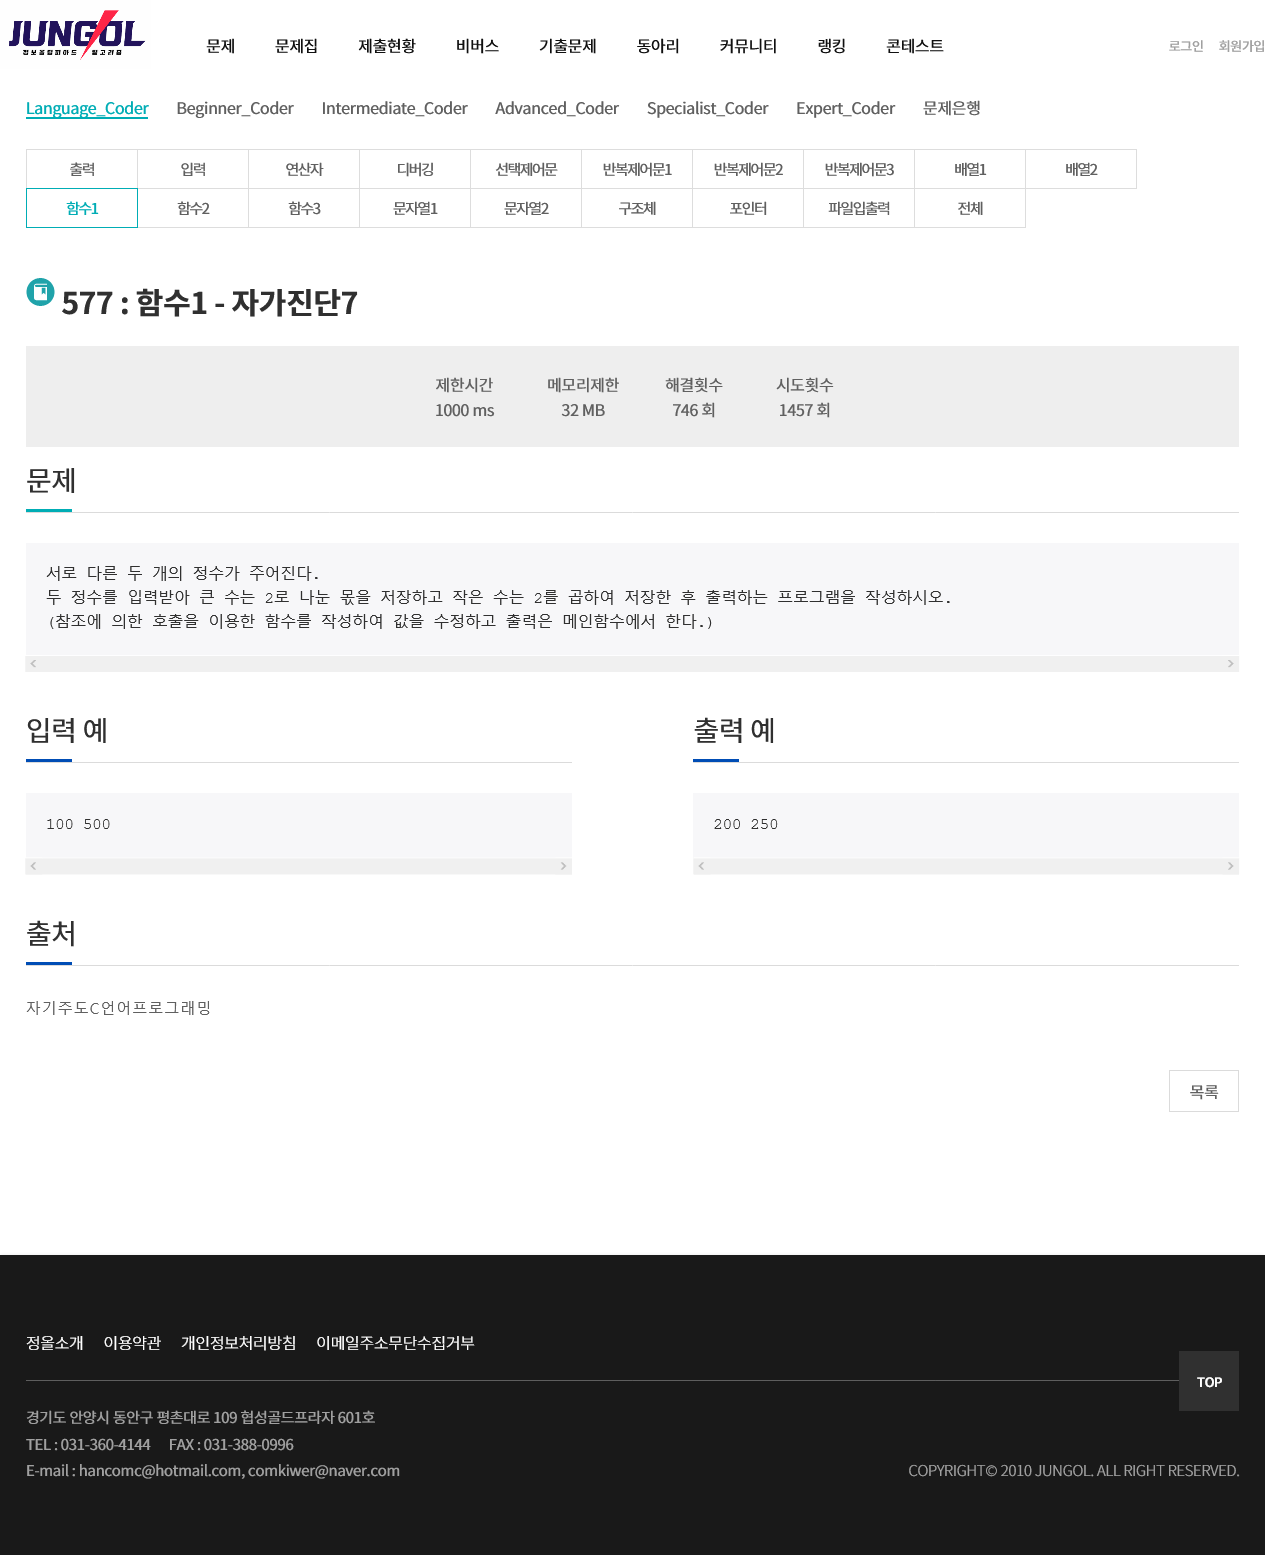 JUNGOL
정보올림피아드 알고리즘
문제 문제집 제출현황 비버스 기출문제 동아리 커뮤니티 랭킹 콘테스트 로그인 회원가입
Language_Coder Beginner_Coder Intermediate_Coder Advanced_Coder Specialist_Coder Expert_Coder 문제은행
출력 입력 연산자 디버깅 선택제어문 반복제어문1 반복제어문2 반복제어문3 배열1 배열2
함수1 함수2 함수3 문자열1 문자열2 구조체 포인터 파일입출력 전체
577 : 함수1 - 자가진단7
제한시간 메모리제한 해결횟수 시도횟수
1000 ms 32 MB 746 회 1457 회
문제
서로 다른 두 개의 정수가 주어진다.
두 정수를 입력받아 큰 수는 2로 나눈 몫을 저장하고 작은 수는 2를 곱하여 저장한 후 출력하는 프로그램을 작성하시오.
(참조에 의한 호출을 이용한 함수를 작성하여 값을 수정하고 출력은 메인함수에서 한다.)
입력 예 출력 예
100 500 200 250
출처
자기주도C언어프로그래밍
목록
정올소개 이용약관 개인정보처리방침 이메일주소무단수집거부
TOP
경기도 안양시 동안구 평촌대로 109 협성골드프라자 601호
TEL : 031-360-4144 FAX : 031-388-0996
E-mail : hancomc@hotmail.com, comkiwer@naver.com COPYRIGHT© 2010 JUNGOL. ALL RIGHT RESERVED.